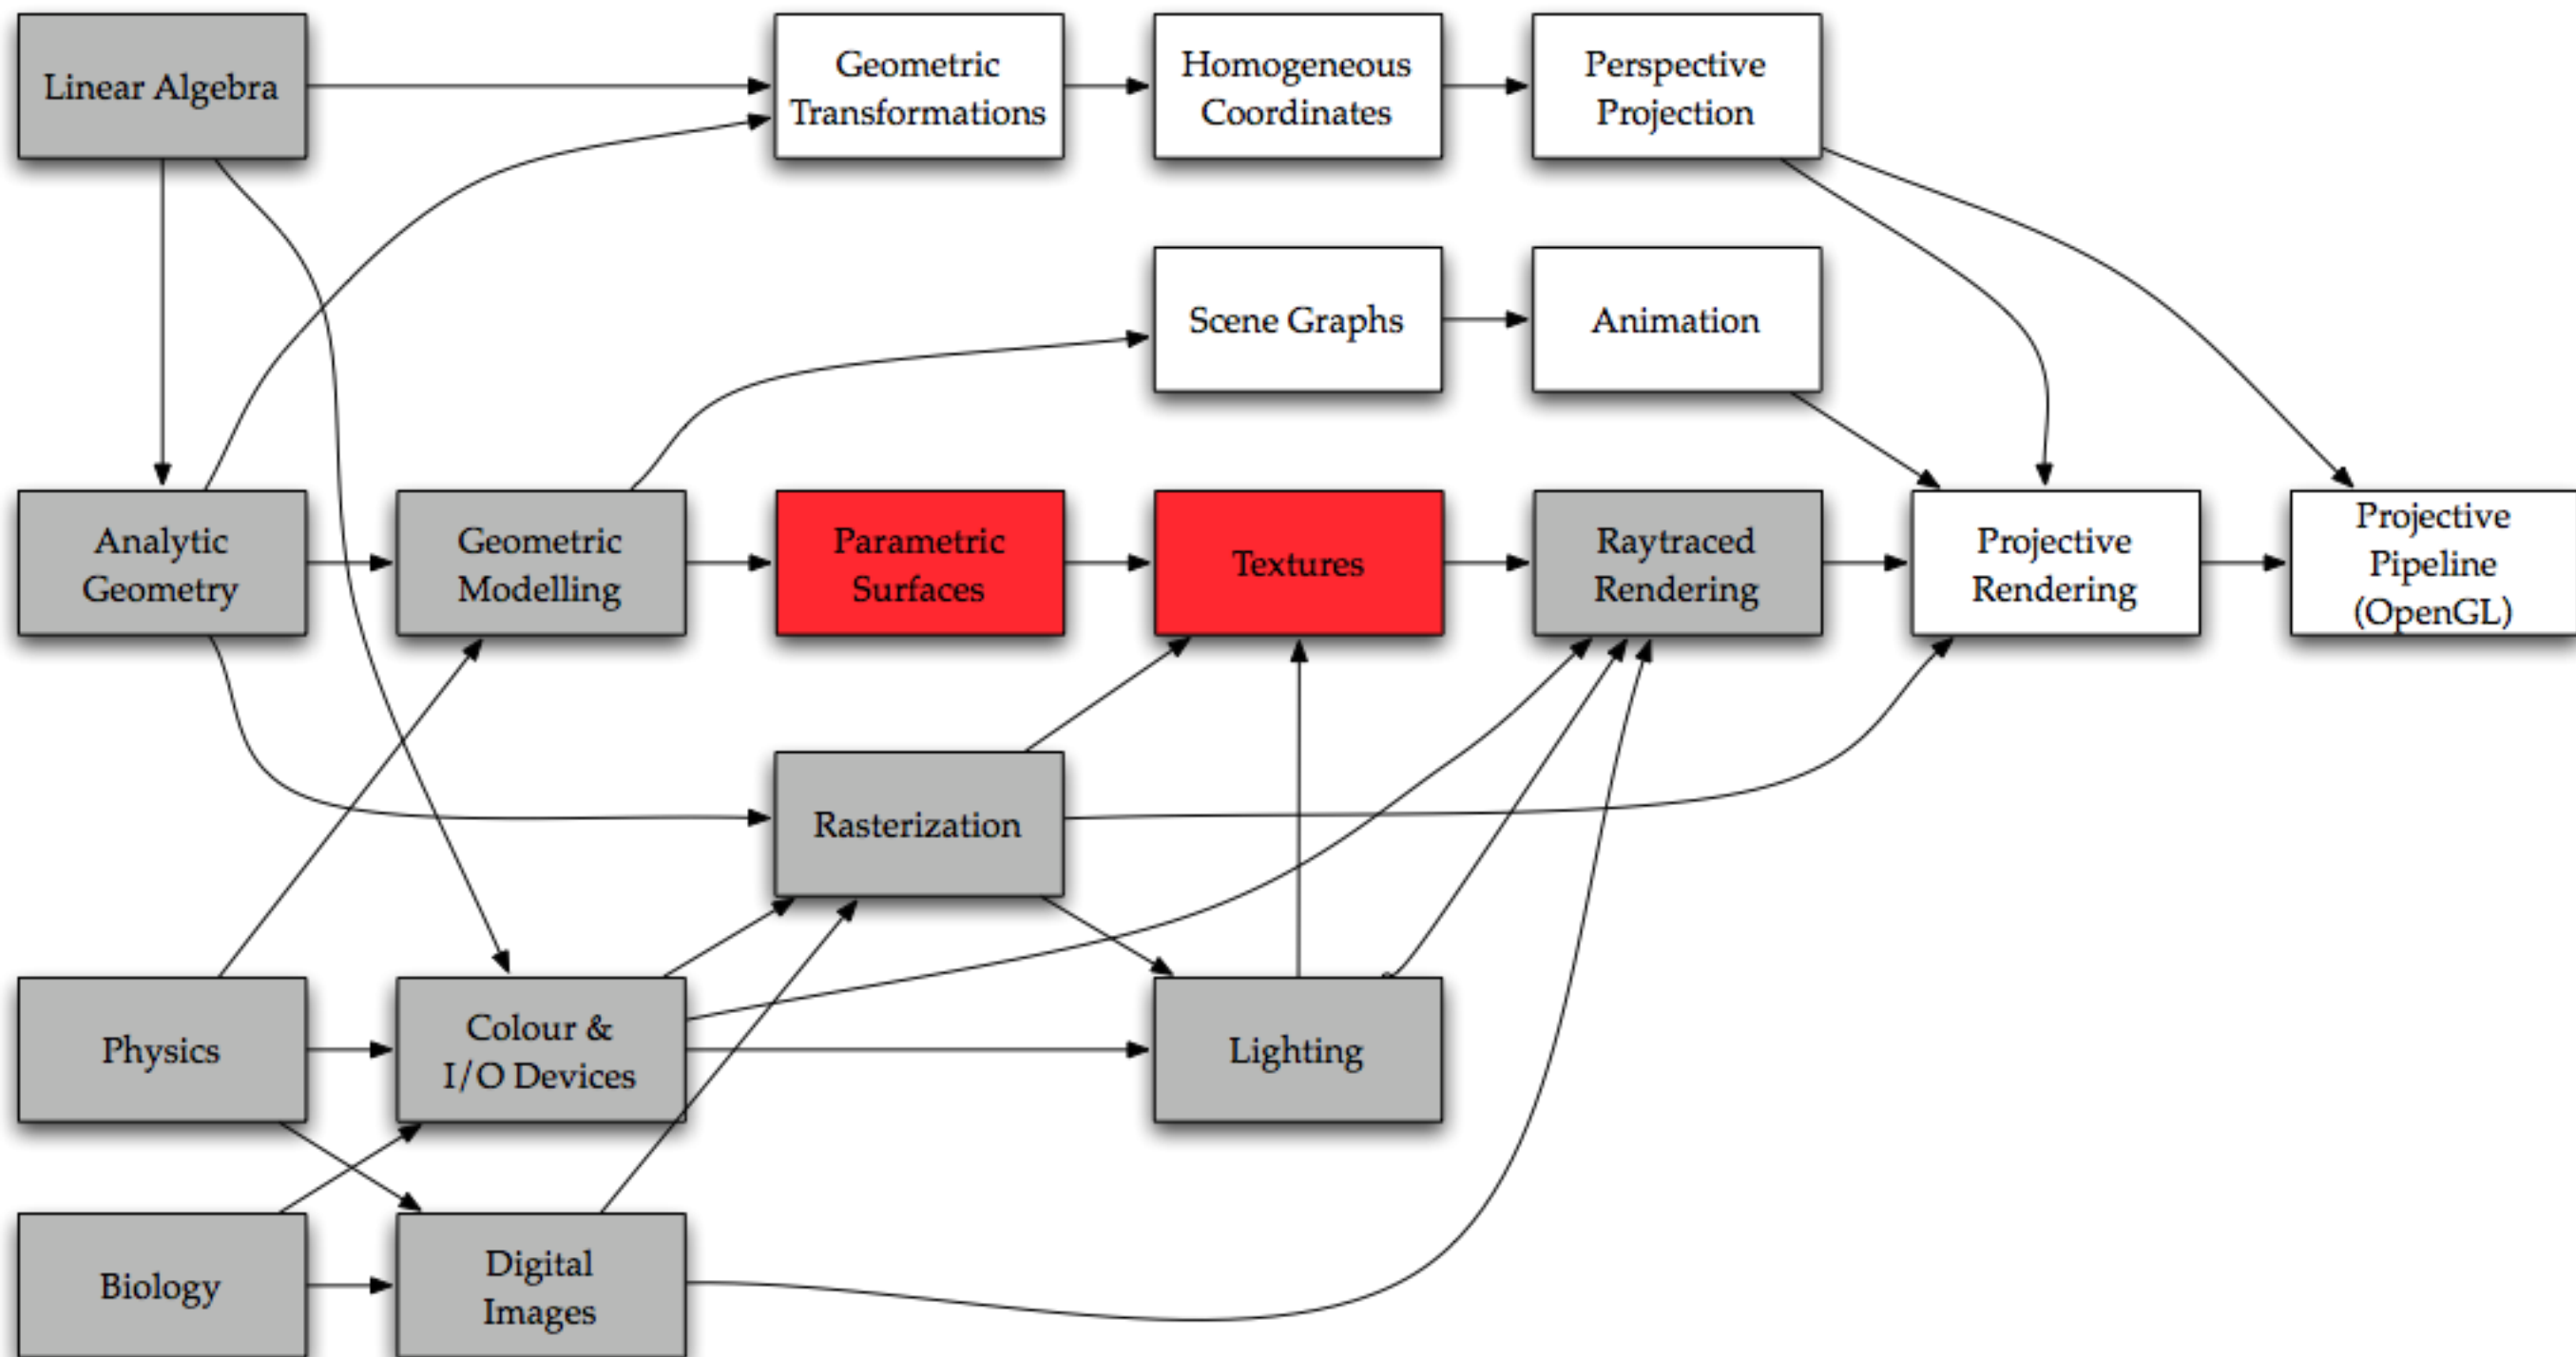 Linear Algebra
Geometric
Transformations
Homogeneous
Coordinates
Perspective
Projection
Scene Graphs
Animation
Analytic
Geometry
Geometric
Modelling
Parametric
Surfaces
Textures
Raytraced
Rendering
Projective
Rendering
Projective
Pipeline
(OpenGL)
Rasterization
Physics
Colour &
I/O Devices
Lighting
Biology
Digital
Images